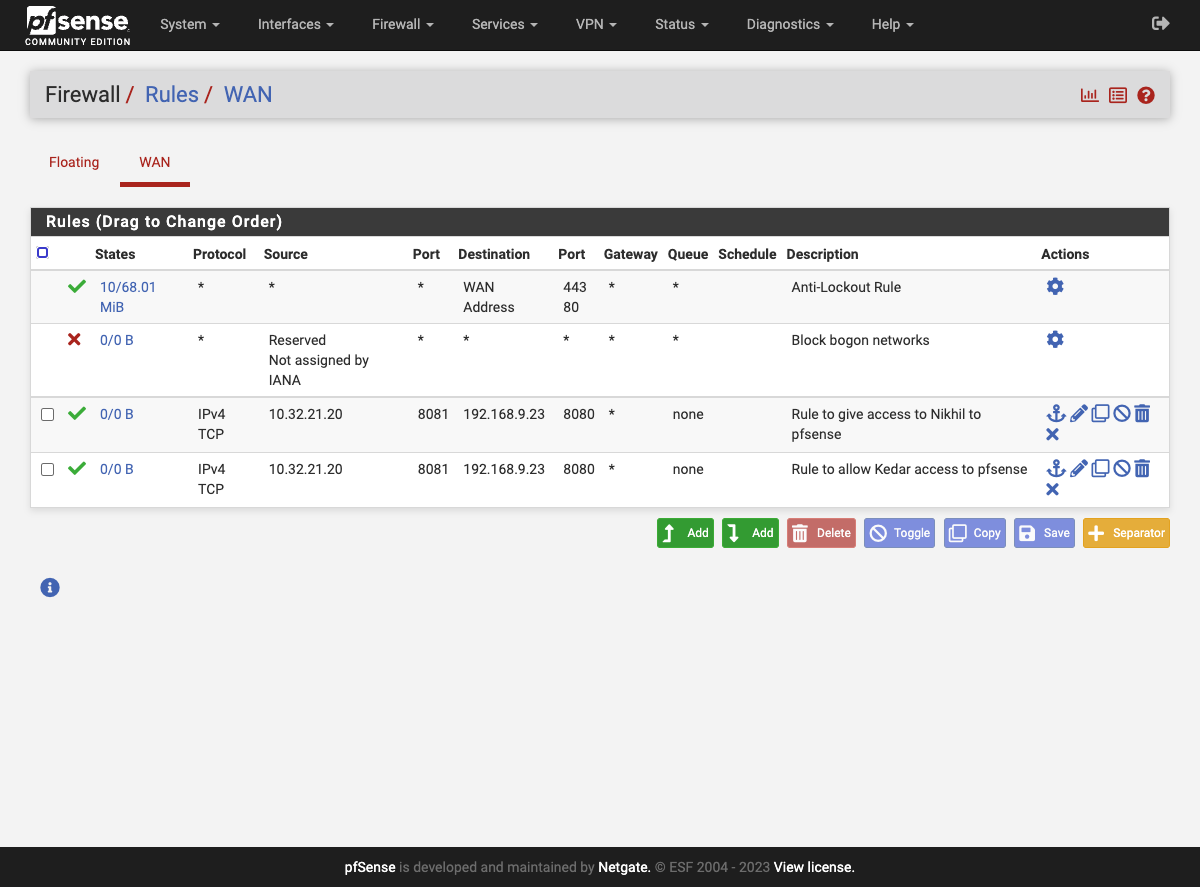 pfsense
COMMUNITY EDITION
System Interfaces Firewall Services VPN Status Diagnostics Help
Firewall / Rules / WAN
Floating WAN
Rules (Drag to Change Order)
States Protocol Source Port Destination Port Gateway Queue Schedule Description Actions
10/68.01 * * * WAN 443 * * Anti-Lockout Rule
MiB Address 80
0/0 B * Reserved * * * * * Block bogon networks
Not assigned by
IANA
0/0 B IPv4 10.32.21.20 8081 192.168.9.23 8080 * none Rule to give access to Nikhil to
TCP pfsense
0/0 B IPv4 10.32.21.20 8081 192.168.9.23 8080 * none Rule to allow Kedar access to pfsense
TCP
Add Add Delete Toggle Copy Save Separator
pfSense is developed and maintained by Netgate. © ESF 2004 - 2023 View license.